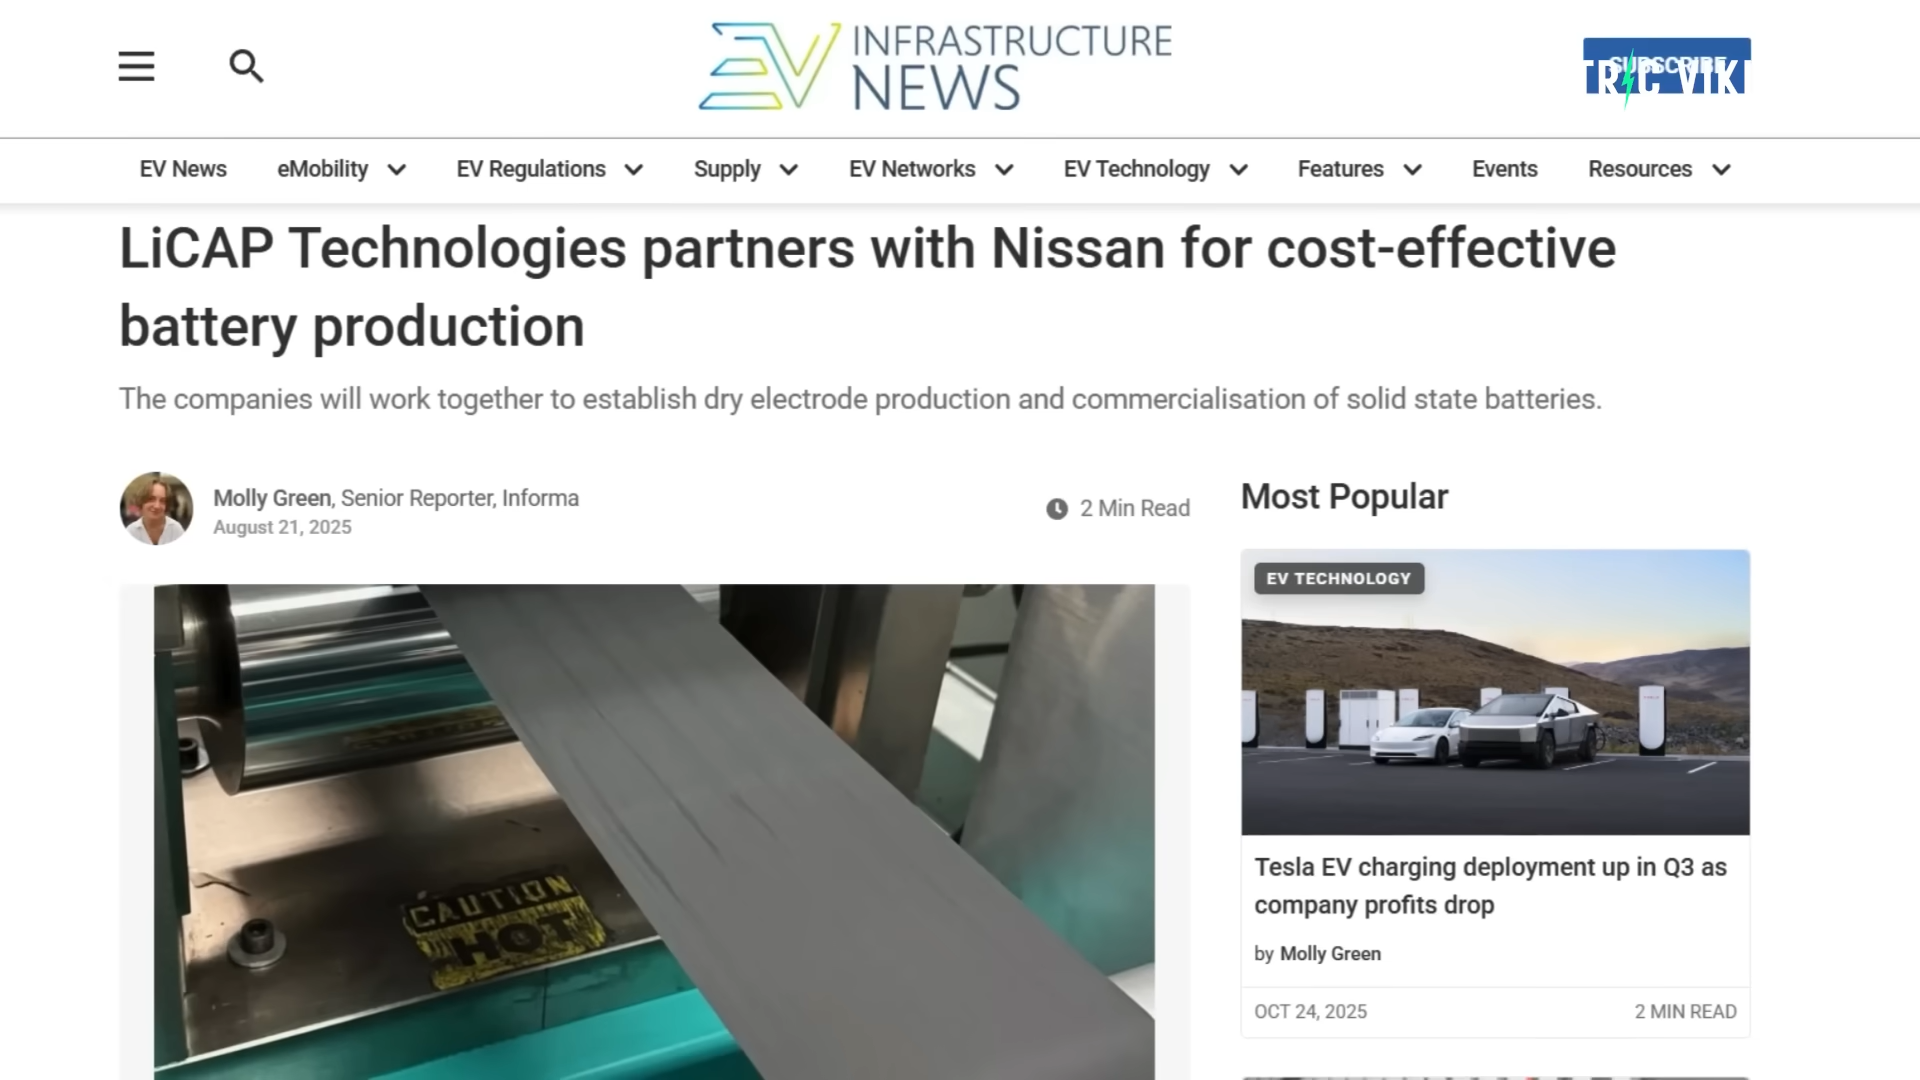 INFRASTRUCTURE
NEWS
SUBSCRIBE
TRIC VIK
EV News
eMobility
EV Regulations
Supply
EV Networks
EV Technology
Features
Events
Resources
LiCAP Technologies partners with Nissan for cost-effective
battery production
The companies will work together to establish dry electrode production and commercialisation of solid state batteries.
Molly Green, Senior Reporter, Informa
August 21, 2025
2 Min Read
Most Popular
EV TECHNOLOGY
CAUTION
HOT
Tesla EV charging deployment up in Q3 as
company profits drop
by Molly Green
OCT 24, 2025
2 MIN READ